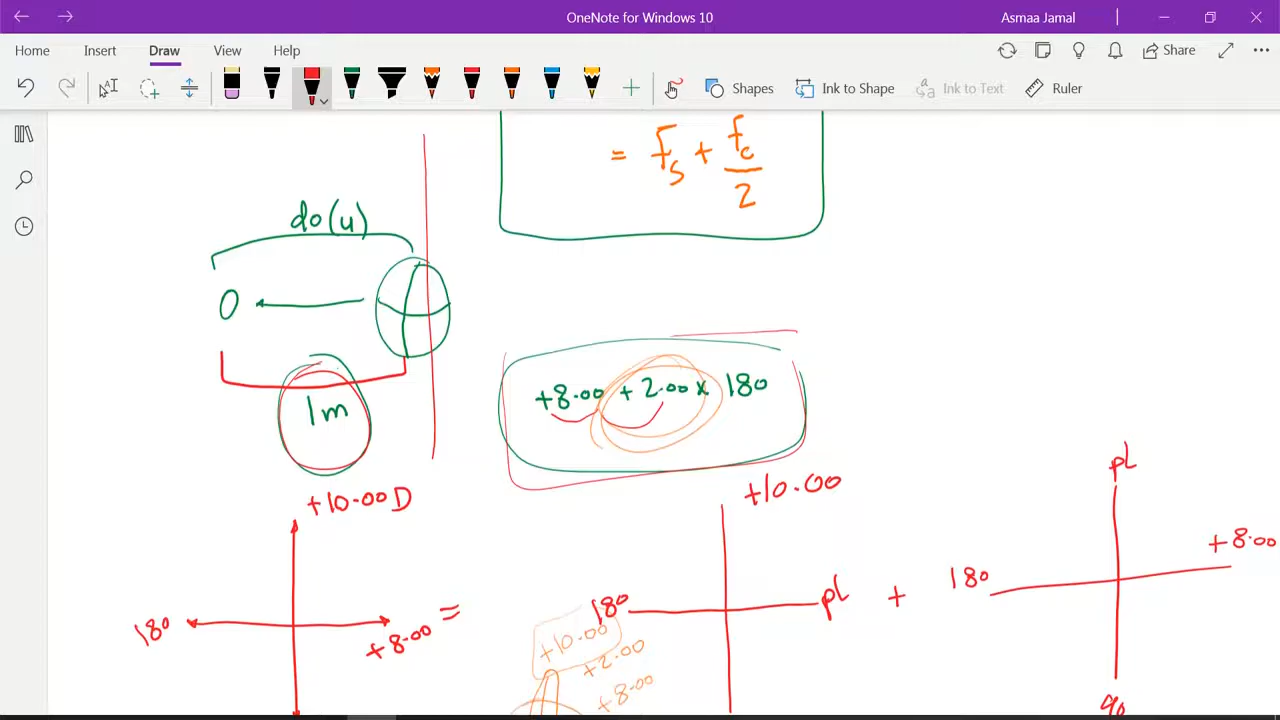 OneNote for Windows 10
Asmaa Jamal
Home Insert Draw View Help
Share
Shapes Ink to Shape Ink to Text Ruler
= fs + fc/2
do(u)
0
1m
+8.00 + 2.00 x 180
+10.00 D
180
+8.00
=
+10.00
180
pl
+
pl
180
+8.00
90
+10.00
+2.00
+8.00